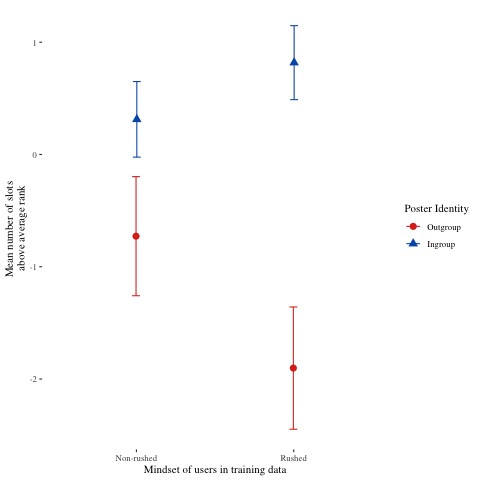 1
0
-1
-2
Mean number of slots
above average rank
Non-rushed
Rushed
Mindset of users in training data
Poster Identity
Outgroup
Ingroup